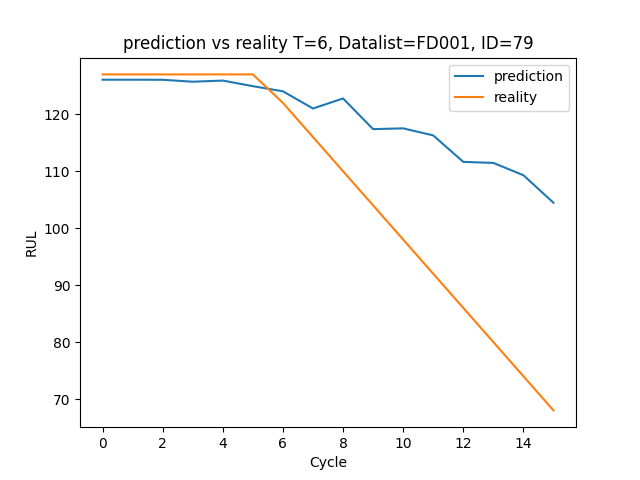 prediction vs reality T=6, Datalist=FD001, ID=79
prediction
reality
120
110
100
90
80
70
RUL
0 2 4 6 8 10 12 14
Cycle